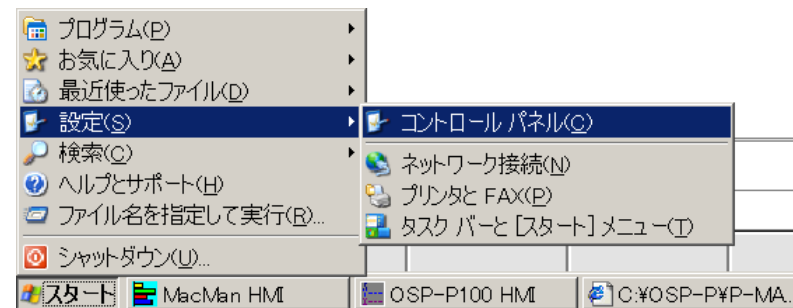 プログラム(P)
お気に入り(A)
最近使ったファイル(D)
設定(S)
検索(C)
ヘルプとサポート(H)
ファイル名を指定して実行(R)...
シャットダウン(U)...
コントロール パネル(C)
ネットワーク接続(N)
プリンタと FAX(P)
タスク バーと [スタート] メニュー(T)
スタート
MacMan HMI
OSP-P100 HMI
C:¥OSP-P¥P-MA...